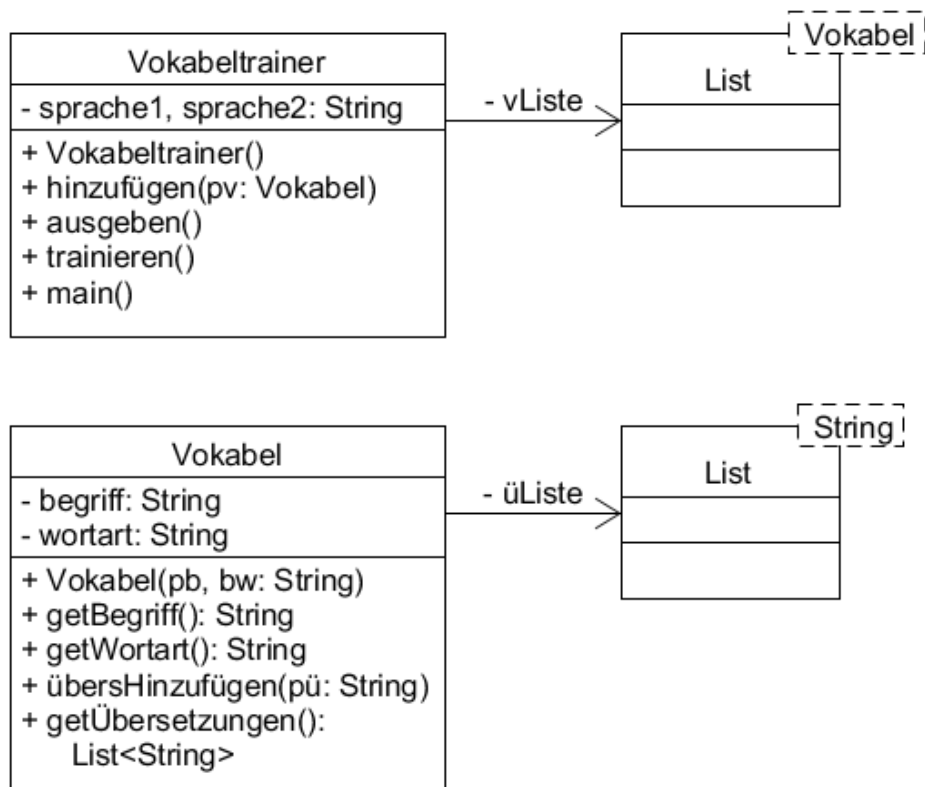 Vokabeltrainer
- sprache1, sprache2: String
+ Vokabeltrainer()
+ hinzufügen(pv: Vokabel)
+ ausgeben()
+ trainieren()
+ main()
- vListe
Vokabel
List
Vokabel
- begriff: String
- wortart: String
+ Vokabel(pb, bw: String)
+ getBegriff(): String
+ getWortart(): String
+ übersHinzufügen(pü: String)
+ getÜbersetzungen():
List<String>
- üListe
String
List